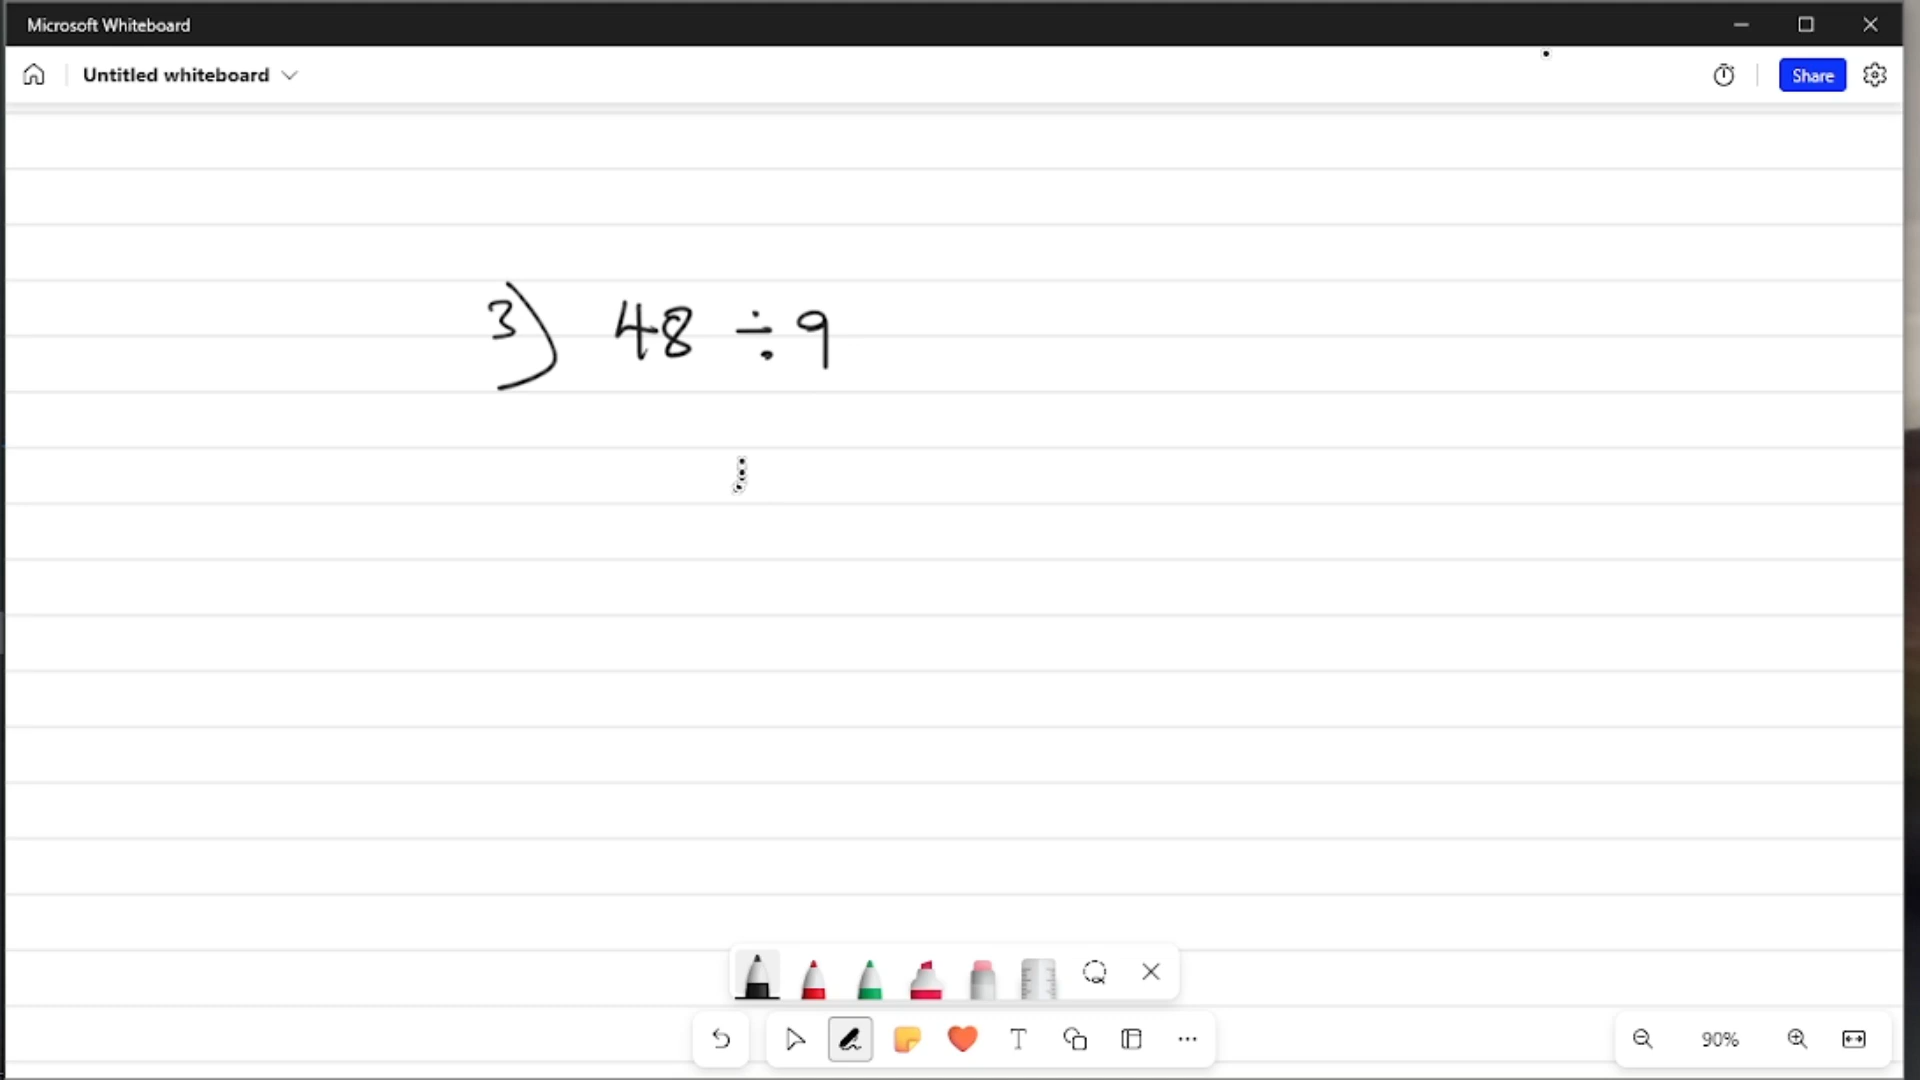 Microsoft Whiteboard
Untitled whiteboard
Share
3) 48 ÷ 9
90%